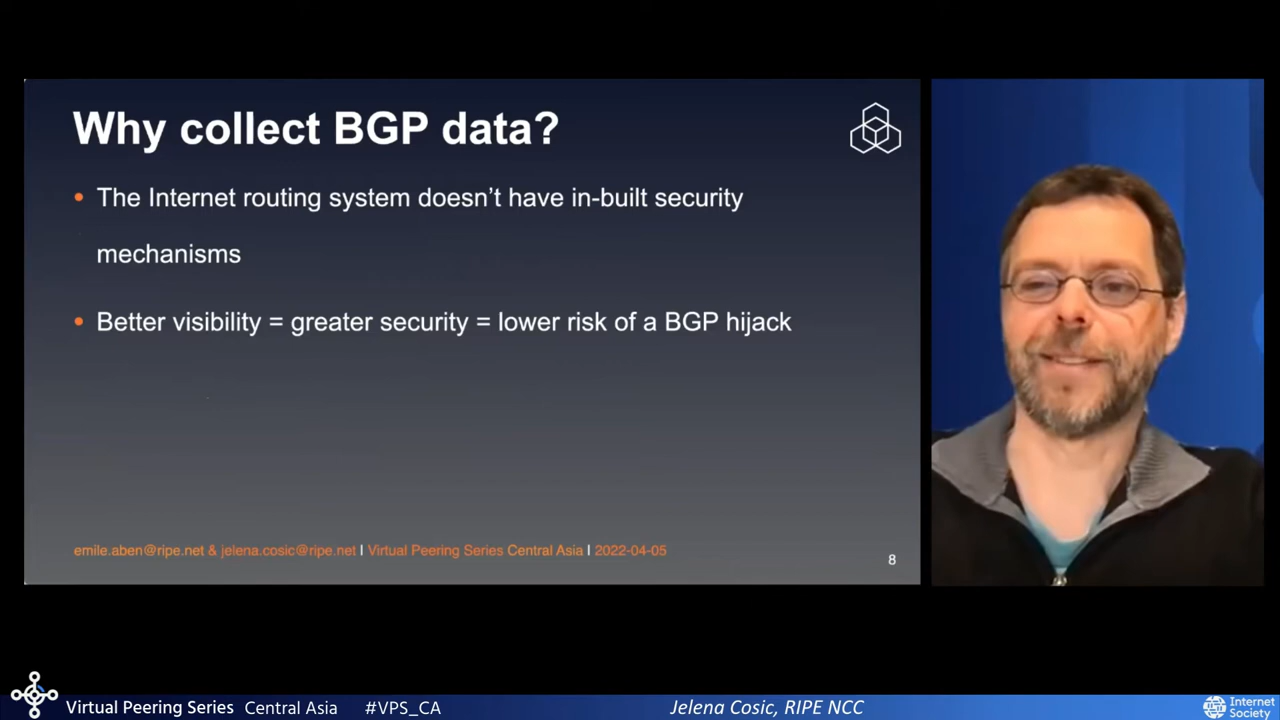 Why collect BGP data?
• The Internet routing system doesn't have in-built security
mechanisms
• Better visibility = greater security = lower risk of a BGP hijack
emile.aben@ripe.net & jelena.cosic@ripe.net | Virtual Peering Series Central Asia | 2022-04-05
8
Virtual Peering Series Central Asia #VPS_CA
Jelena Cosic, RIPE NCC
Internet
Society